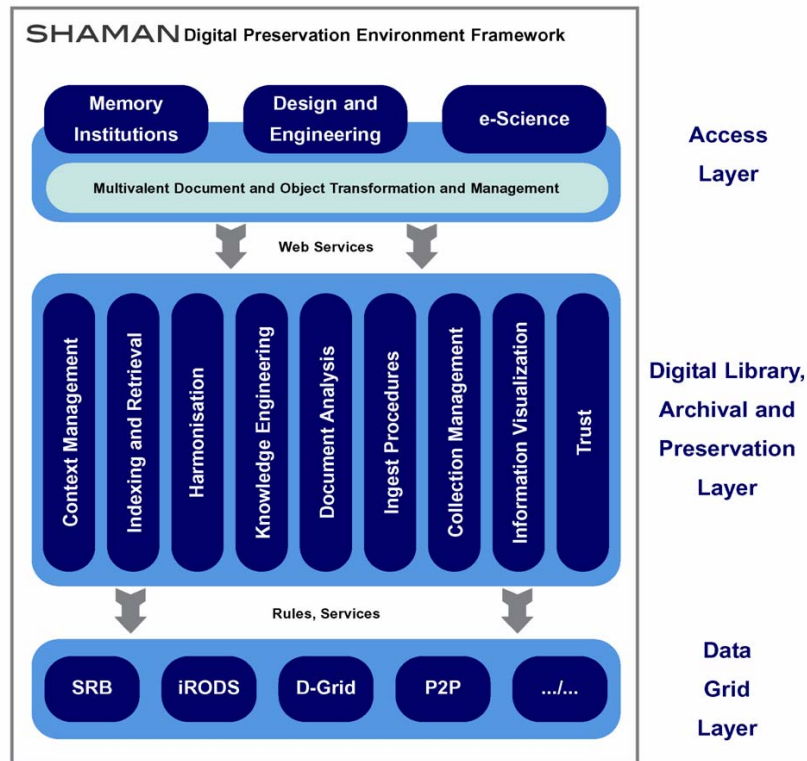 SHAMAN Digital Preservation Environment Framework
Memory
Institutions
Design and
Engineering
e-Science
Access
Layer
Multivalent Document and Object Transformation and Management
Web Services
Context Management
Indexing and Retrieval
Harmonisation
Knowledge Engineering
Document Analysis
Ingest Procedures
Collection Management
Information Visualization
Trust
Digital Library,
Archival and
Preservation
Layer
Rules, Services
SRB
iRODS
D-Grid
P2P
.../...
Data
Grid
Layer